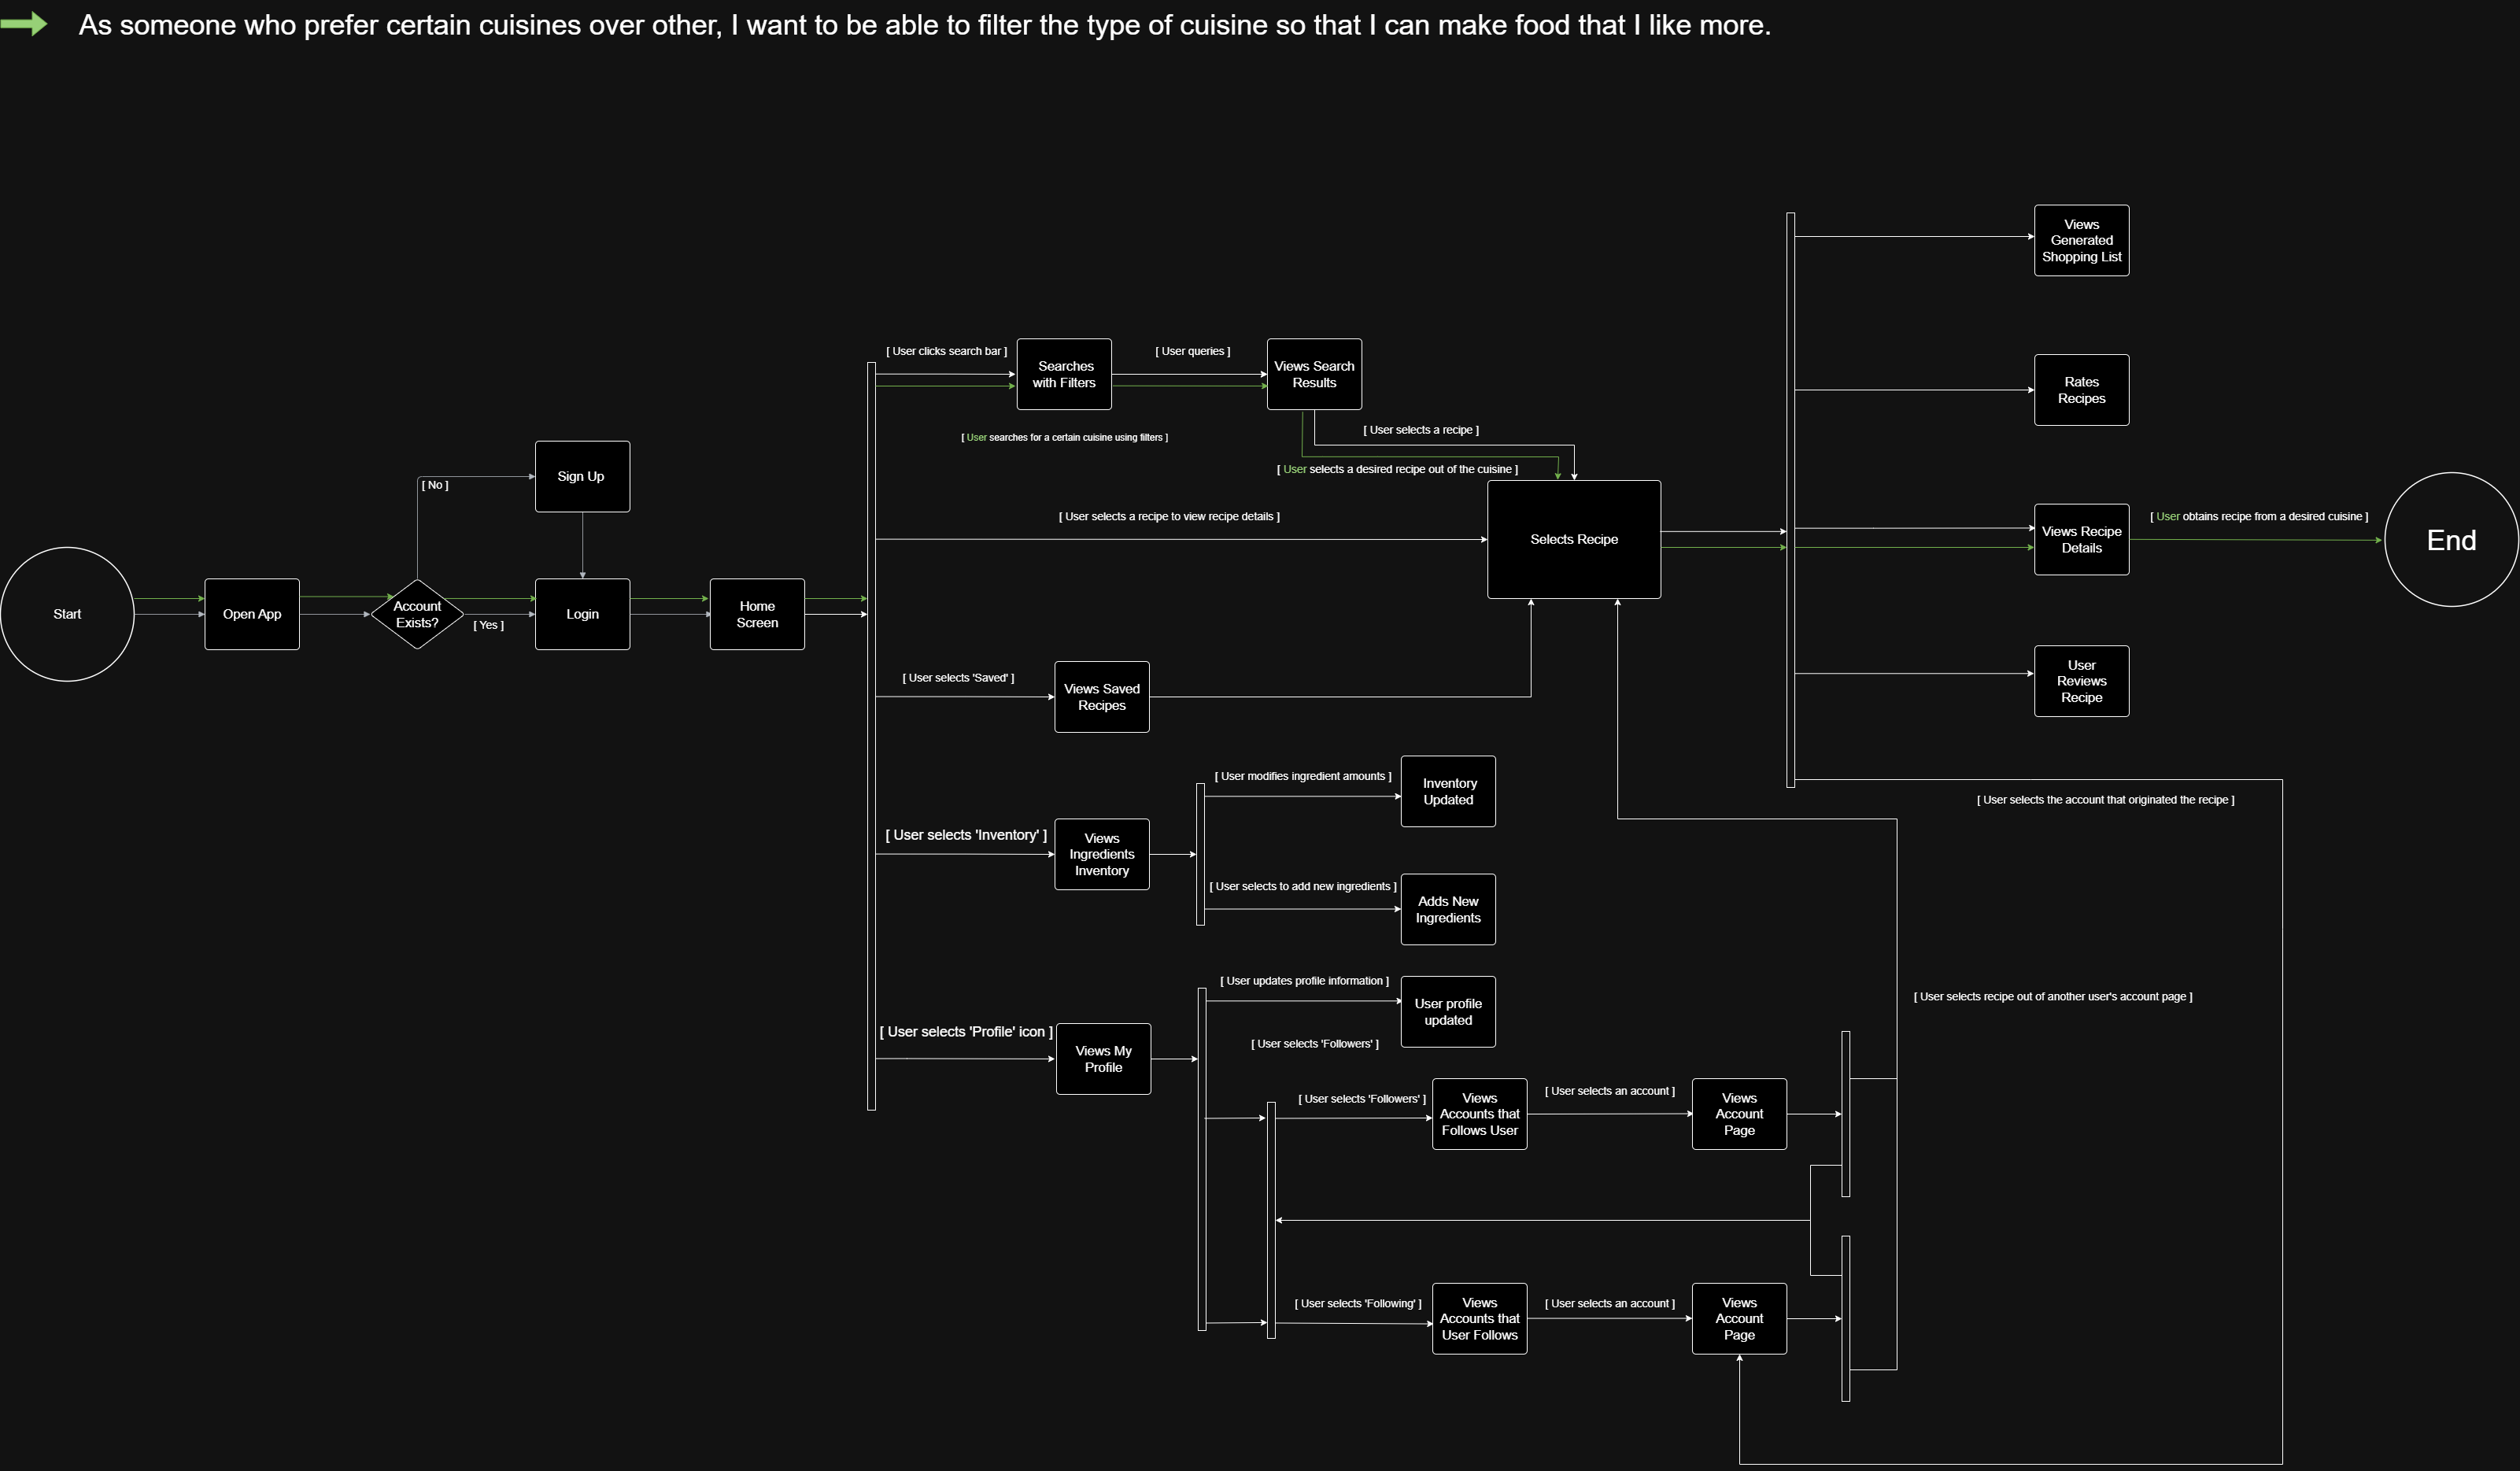 As someone who prefer certain cuisines over other, I want to be able to filter the type of cuisine so that I can make food that I like more.
Start
Open App
Account
Exists?
[ No ]
[ Yes ]
Sign Up
Login
Home
Screen
[ User clicks search bar ]
Searches
with Filters
[ User queries ]
Views Search
Results
[ User searches for a certain cuisine using filters ]
[ User selects a recipe ]
[ User selects a desired recipe out of the cuisine ]
[ User selects a recipe to view recipe details ]
Selects Recipe
[ User selects 'Saved' ]
Views Saved
Recipes
[ User selects 'Inventory' ]
Views
Ingredients
Inventory
[ User modifies ingredient amounts ]
Inventory
Updated
[ User selects to add new ingredients ]
Adds New
Ingredients
[ User selects 'Profile' icon ]
Views My
Profile
[ User updates profile information ]
User profile
updated
[ User selects 'Followers' ]
[ User selects 'Followers' ]
Views
Accounts that
Follows User
[ User selects an account ]
Views
Account
Page
[ User selects 'Following' ]
Views
Accounts that
User Follows
[ User selects an account ]
Views
Account
Page
[ User selects recipe out of another user's account page ]
[ User selects the account that originated the recipe ]
Views
Generated
Shopping List
Rates
Recipes
Views Recipe
Details
User
Reviews
Recipe
[ User obtains recipe from a desired cuisine ]
End